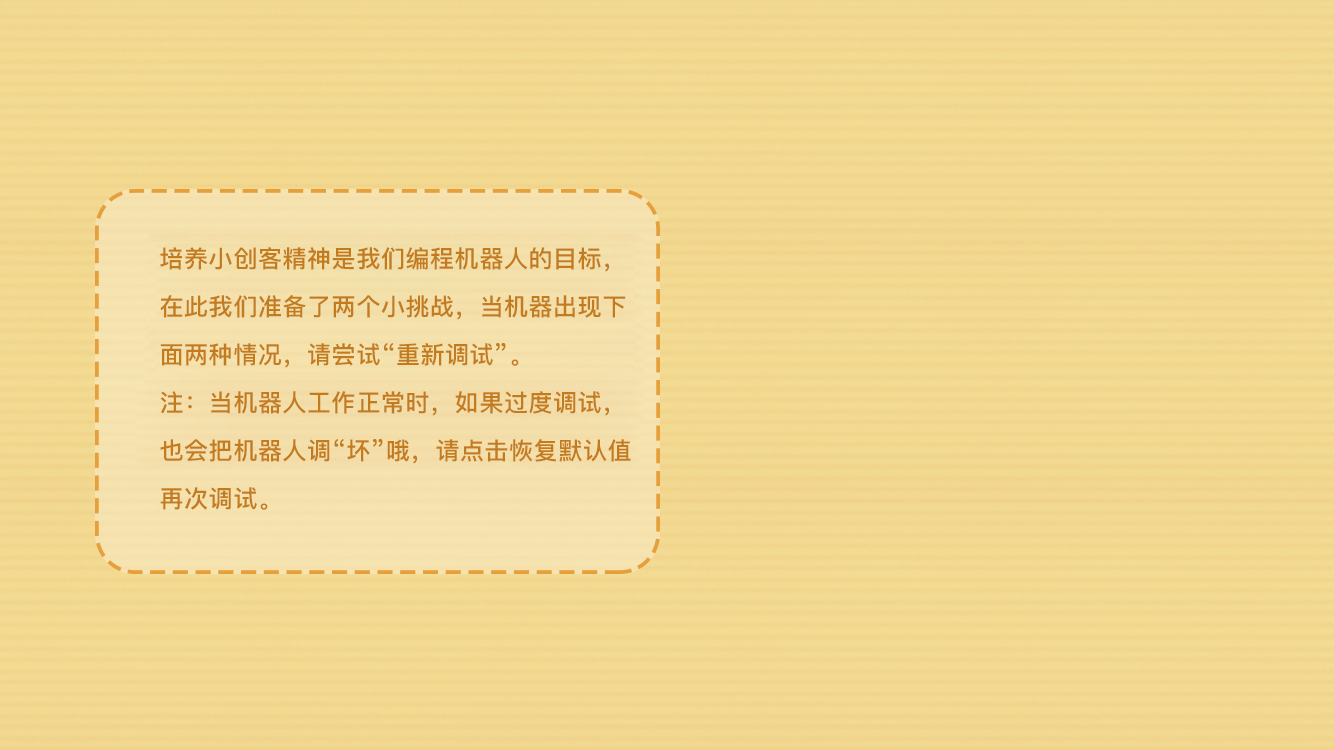 培养小创客精神是我们编程机器人的目标，
在此我们准备了两个小挑战，当机器出现下
面两种情况，请尝试“重新调试”。
注：当机器人工作正常时，如果过度调试，
也会把机器人调“坏”哦，请点击恢复默认值
再次调试。